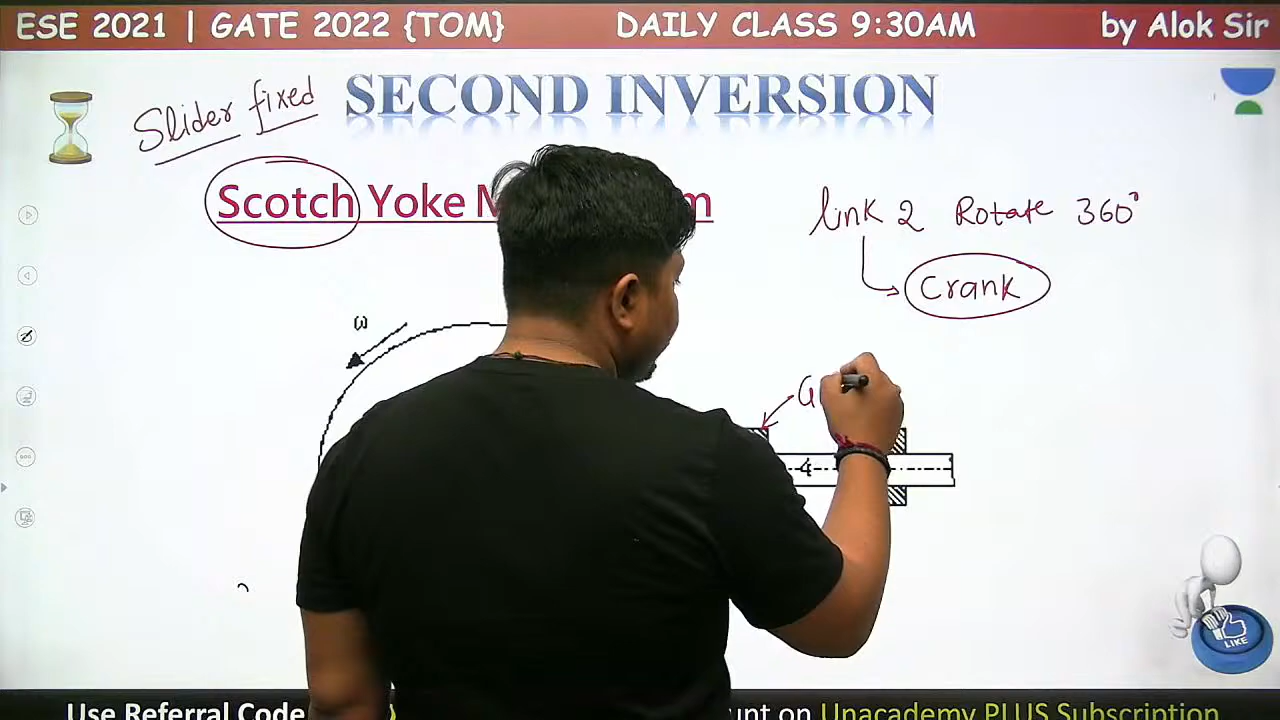 ESE 2021 | GATE 2022 {TOM} DAILY CLASS 9:30AM by Alok Sir
Slider fixed SECOND INVERSION
Scotch Yoke
link 2 Rotate 360°
Crank
ω
G
4
LIKE
Use Referral Code on Unacademy PLUS Subscription